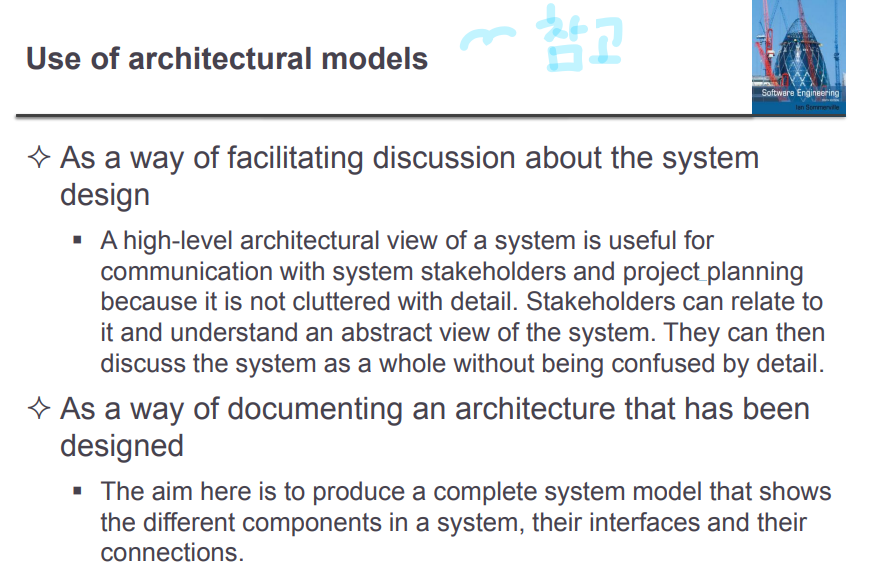 Use of architectural models
참고
Software Engineering
Ian Sommerville
✧ As a way of facilitating discussion about the system
design
▪ A high-level architectural view of a system is useful for
communication with system stakeholders and project planning
because it is not cluttered with detail. Stakeholders can relate to
it and understand an abstract view of the system. They can then
discuss the system as a whole without being confused by detail.
✧ As a way of documenting an architecture that has been
designed
▪ The aim here is to produce a complete system model that shows
the different components in a system, their interfaces and their
connections.